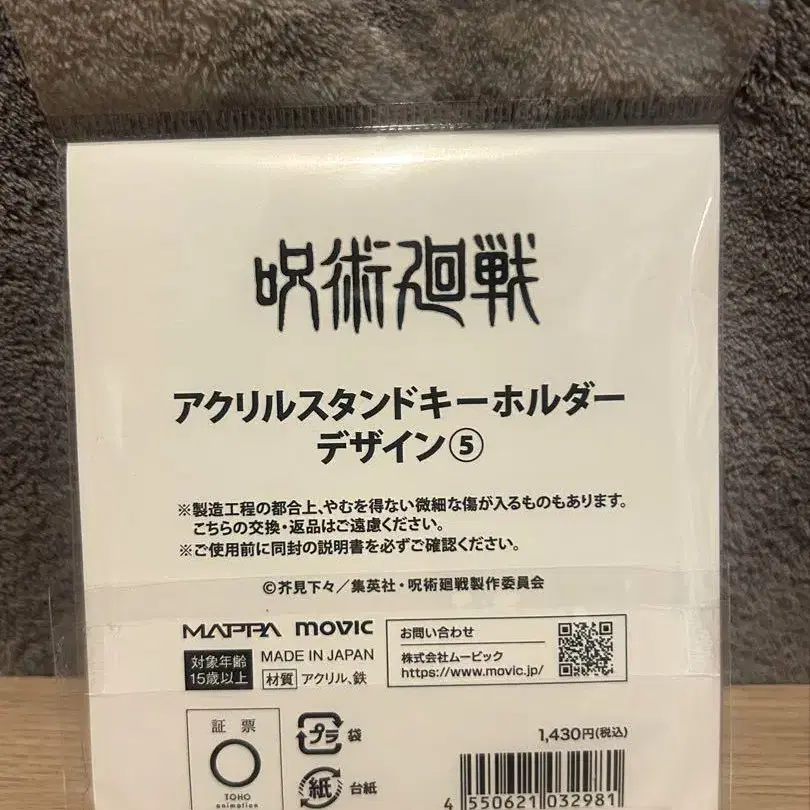 呪術廻戦
アクリルスタンドキーホルダー
デザイン⑤
※製造工程の都合上、やむを得ない微細な傷が入るものもあります。
こちらの交換・返品はご遠慮ください。
※ご使用前に同封の説明書を必ずご確認ください。
©芥見下々/集英社・呪術廻戦製作委員会
MAPPA movic
お問い合わせ
株式会社ムービック
https://www.movic.jp/
対象年齢
15歳以上
MADE IN JAPAN
材質 アクリル、鉄
証票
TOHO
animation
プラ 袋
紙 台紙
1,430円(税込)
4 550621 032981